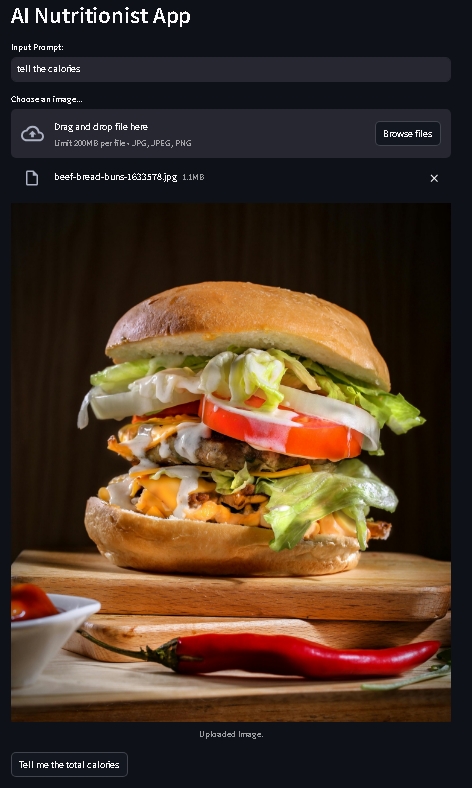 AI Nutritionist App
Input Prompt:
tell the calories
Choose an image...
Drag and drop file here
Browse files
Limit 200MB per file • JPG, JPEG, PNG
beef-bread-buns-1633578.jpg 1.1MB
Uploaded Image.
Tell me the total calories